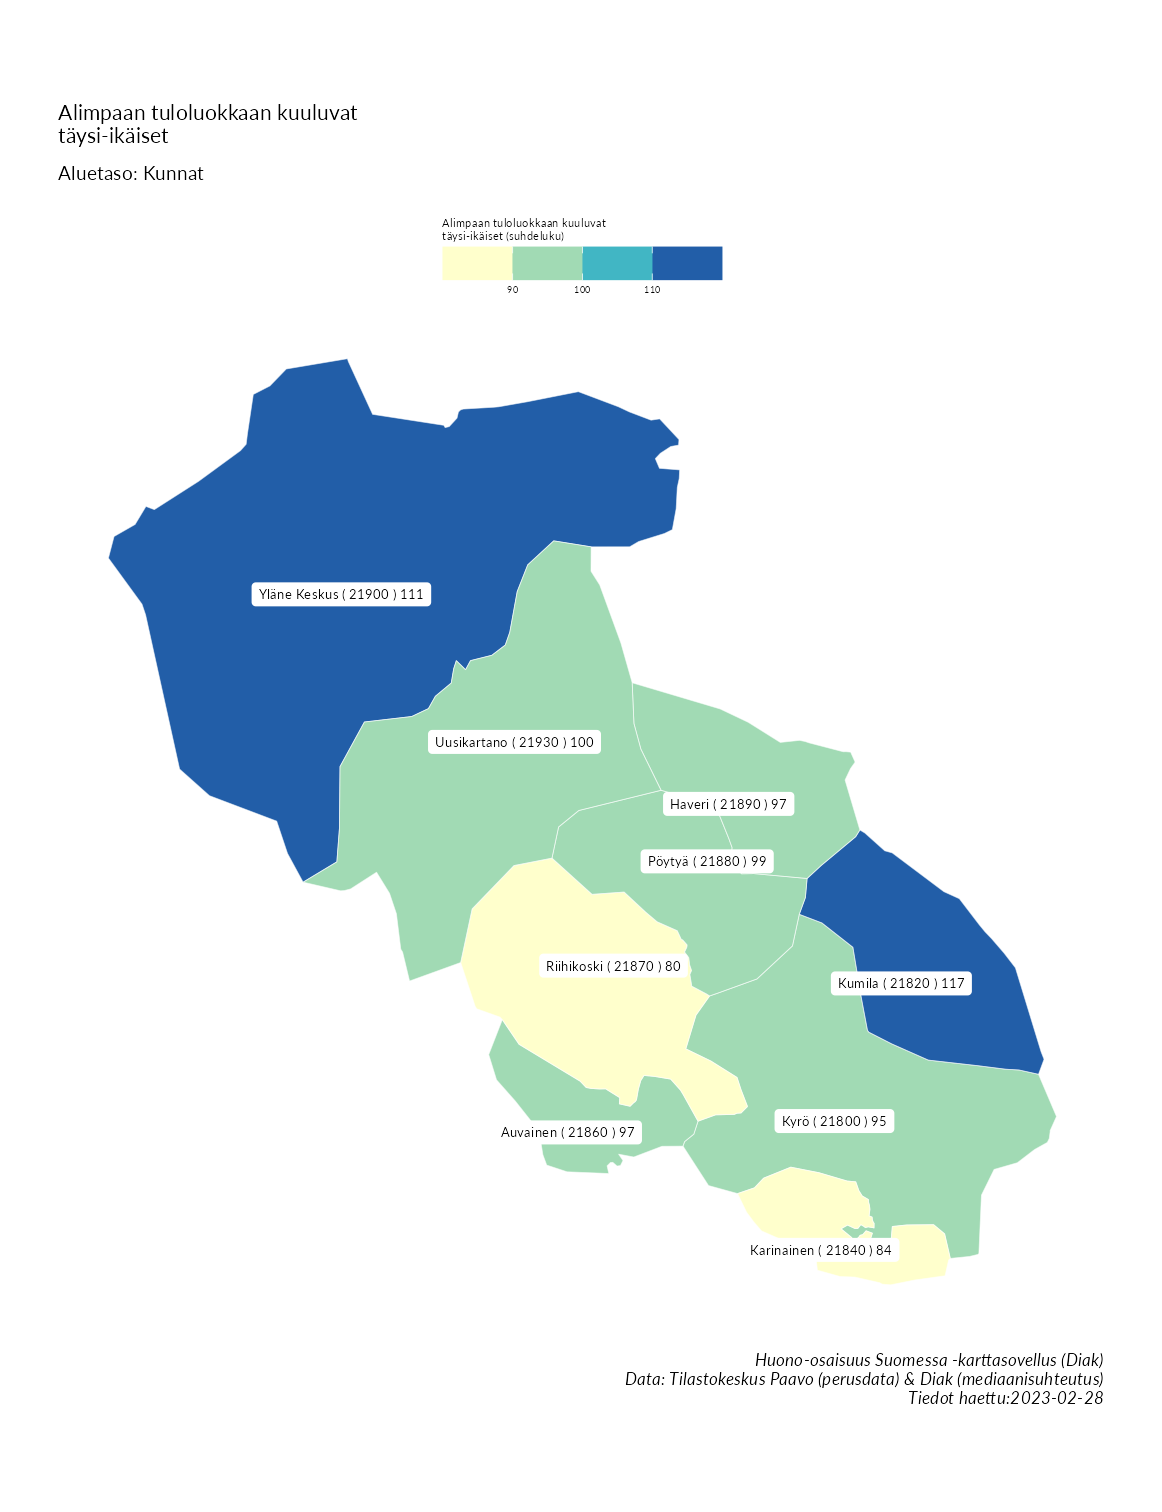 Alimpaan tuloluokkaan kuuluvat
täysi-ikäiset
Aluetaso: Kunnat
Alimpaan tuloluokkaan kuuluvat
täysi-ikäiset (suhdeluku)
90 100 110
Yläne Keskus ( 21900 ) 111
Uusikartano ( 21930 ) 100
Haveri ( 21890 ) 97
Pöytyä ( 21880 ) 99
Riihikoski ( 21870 ) 80
Kumila ( 21820 ) 117
Kyrö ( 21800 ) 95
Auvainen ( 21860 ) 97
Karinainen ( 21840 ) 84
Huono-osaisuus Suomessa -karttasovellus (Diak)
Data: Tilastokeskus Paavo (perusdata) & Diak (mediaanisuhteutus)
Tiedot haettu:2023-02-28